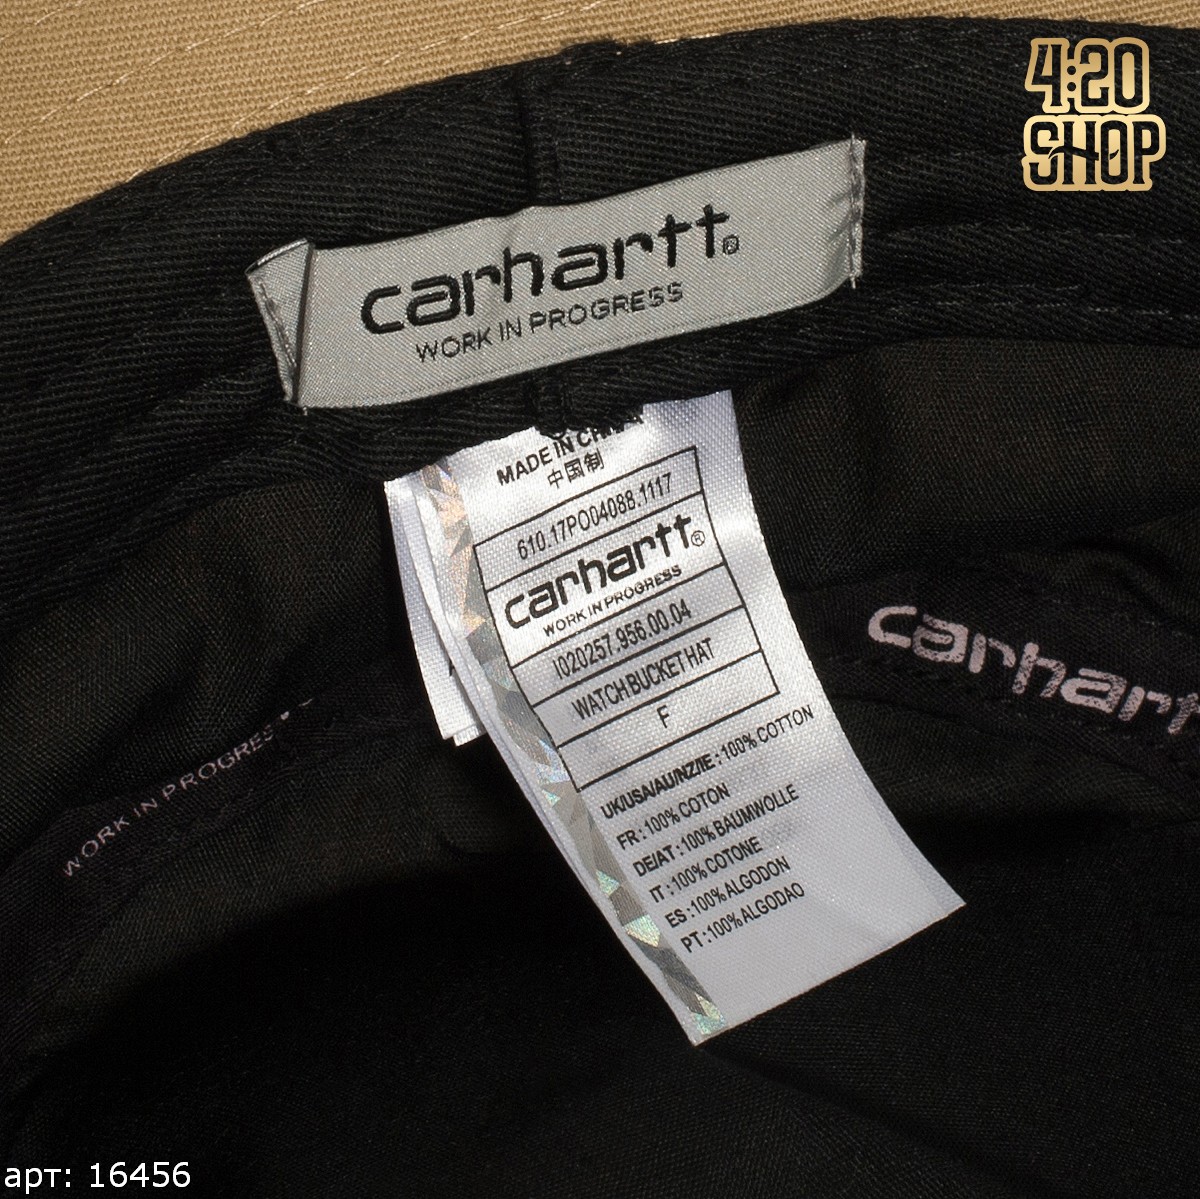 4:20
SHOP
carhartt®
WORK IN PROGRESS
MADE IN
中国制
610.17PO04088.1117
carhartt®
WORK IN PROGRESS
I020257.956.00.04
WATCH BUCKET HAT
F
UK/USA/AU/NZ/IE : 100% COTTON
FR : 100% COTON
DE/AT : 100% BAUMWOLLE
IT : 100% COTONE
ES : 100% ALGODON
PT : 100% ALGODAO
carhart
WORK IN PROGRESS
арт: 16456